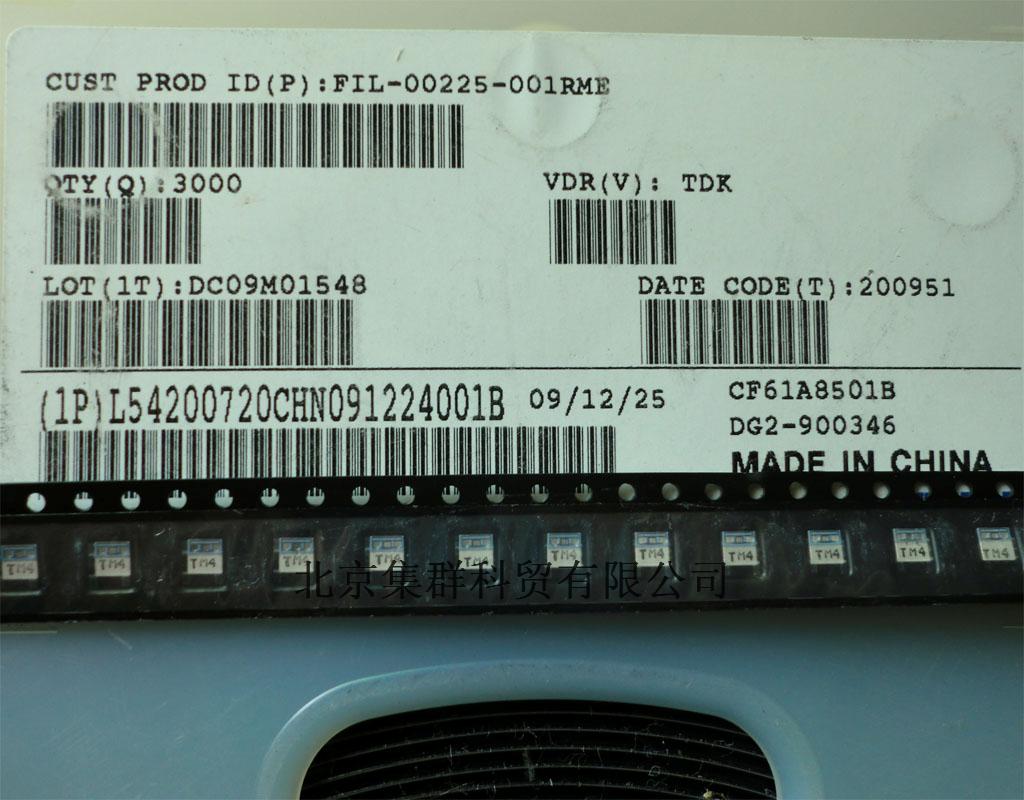 CUST PROD ID(P):FIL-00225-001RME
QTY(Q):3000 VDR(V): TDK
LOT(1T):DC09M01548 DATE CODE(T):200951
(1P)L54200720CHN091224001B 09/12/25 CF61A8501B
DG2-900346
MADE IN CHINA
TM4 TM4 TM4 TM4 TM4 TM4 TM4 TM4 TM4 TM4 TM4 TM4
北京集群科贸有限公司